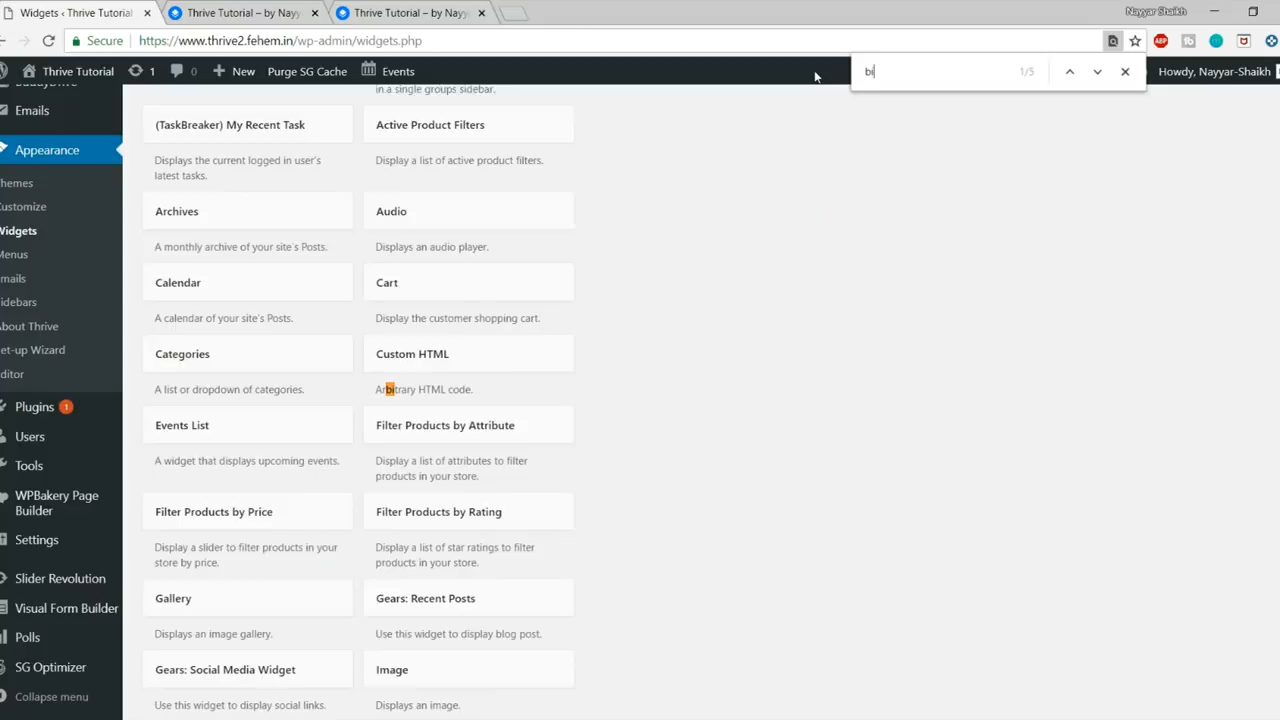 Widgets ‹ Thrive Tutorial
Thrive Tutorial – by Nayy
Thrive Tutorial – by Nayy
Nayyar Shaikh
Secure
https://www.thrive2.fehem.in/wp-admin/widgets.php
ABP
Thrive Tutorial
1
0
New
Purge SG Cache
Events
bi
1/5
Howdy, Nayyar-Shaikh
BuddyDrive
Emails
Appearance
Themes
Customize
Widgets
Menus
Emails
Sidebars
About Thrive
Set-up Wizard
Editor
Plugins 1
Users
Tools
WPBakery Page
Builder
Settings
Slider Revolution
Visual Form Builder
Polls
SG Optimizer
Collapse menu
in a single groups sidebar.
(TaskBreaker) My Recent Task
Displays the current logged in user's
latest tasks.
Active Product Filters
Display a list of active product filters.
Archives
A monthly archive of your site's Posts.
Audio
Displays an audio player.
Calendar
A calendar of your site's Posts.
Cart
Display the customer shopping cart.
Categories
A list or dropdown of categories.
Custom HTML
Arbitrary HTML code.
Events List
A widget that displays upcoming events.
Filter Products by Attribute
Display a list of attributes to filter
products in your store.
Filter Products by Price
Display a slider to filter products in your
store by price.
Filter Products by Rating
Display a list of star ratings to filter
products in your store.
Gallery
Displays an image gallery.
Gears: Recent Posts
Use this widget to display blog post.
Gears: Social Media Widget
Use this widget to display social links.
Image
Displays an image.